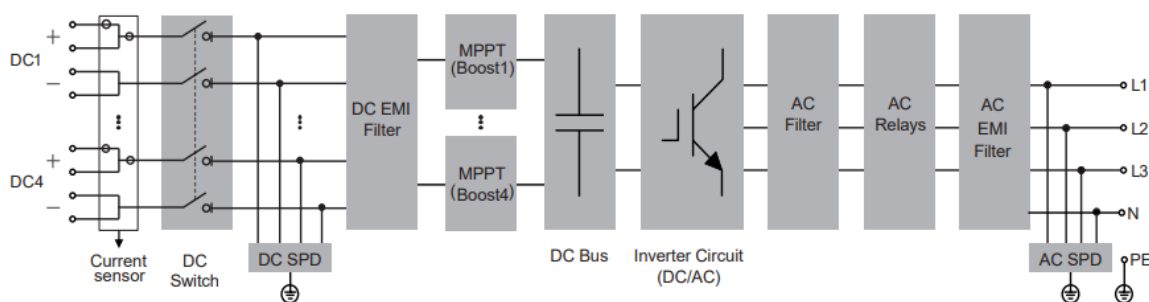 DC1
+
−
DC4
+
−
Current
sensor
DC
Switch
DC SPD
DC EMI
Filter
MPPT
(Boost1)
MPPT
(Boost4)
DC Bus
Inverter Circuit
(DC/AC)
AC
Filter
AC
Relays
AC
EMI
Filter
AC SPD
L1
L2
L3
N
PE